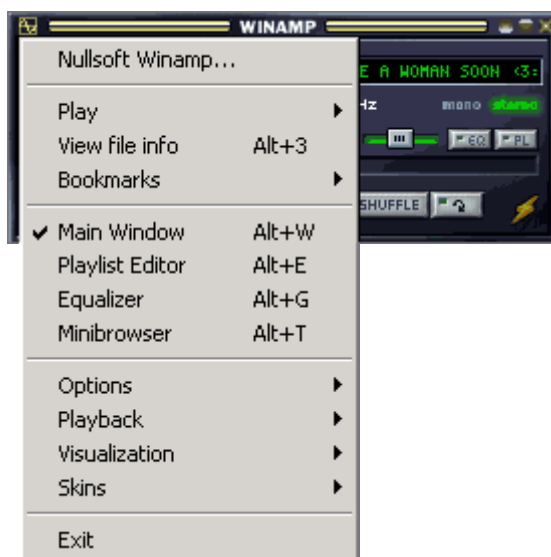 WINAMP
Nullsoft Winamp...
E A WOMAN SOON <3:
Play
Hz mono stereo
View file info Alt+3
EQ PL
Bookmarks
SHUFFLE
Main Window Alt+W
Playlist Editor Alt+E
Equalizer Alt+G
Minibrowser Alt+T
Options
Playback
Visualization
Skins
Exit